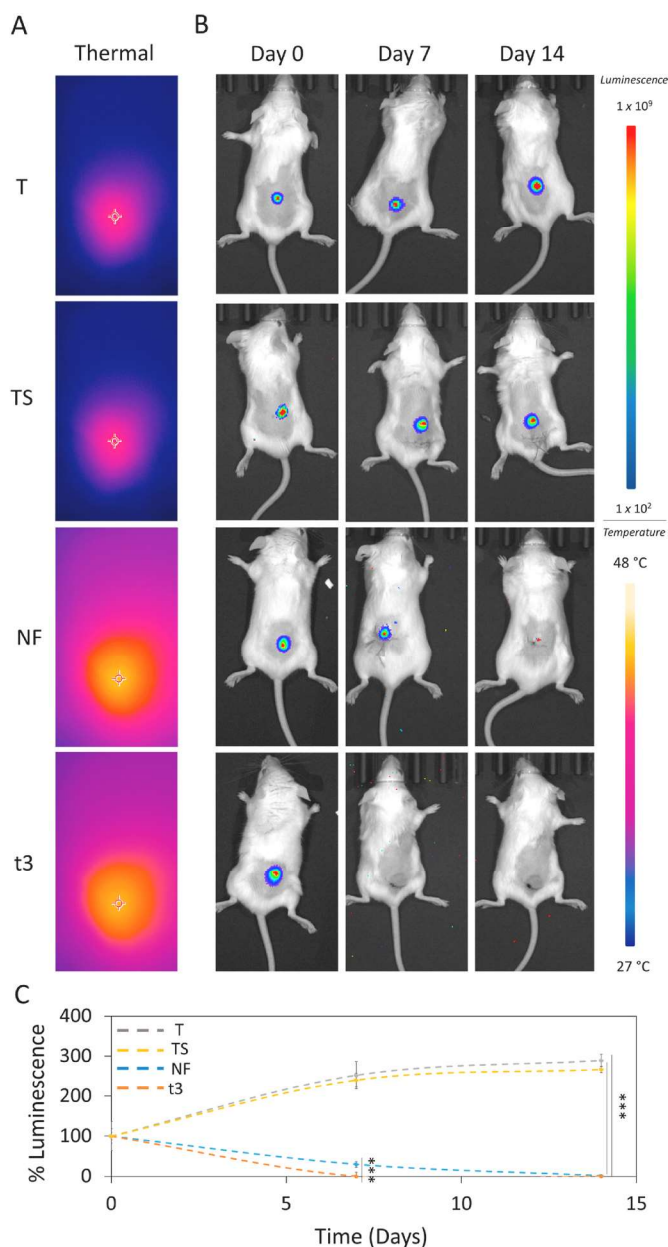 A
B
Thermal
Day 0
Day 7
Day 14
Luminescence
1 x 10⁹
T
TS
1 x 10²
Temperature
48 °C
NF
t3
27 °C
C
400
300
200
100
0
% Luminescence
T
TS
NF
t3
***
***
0
5
10
15
Time (Days)